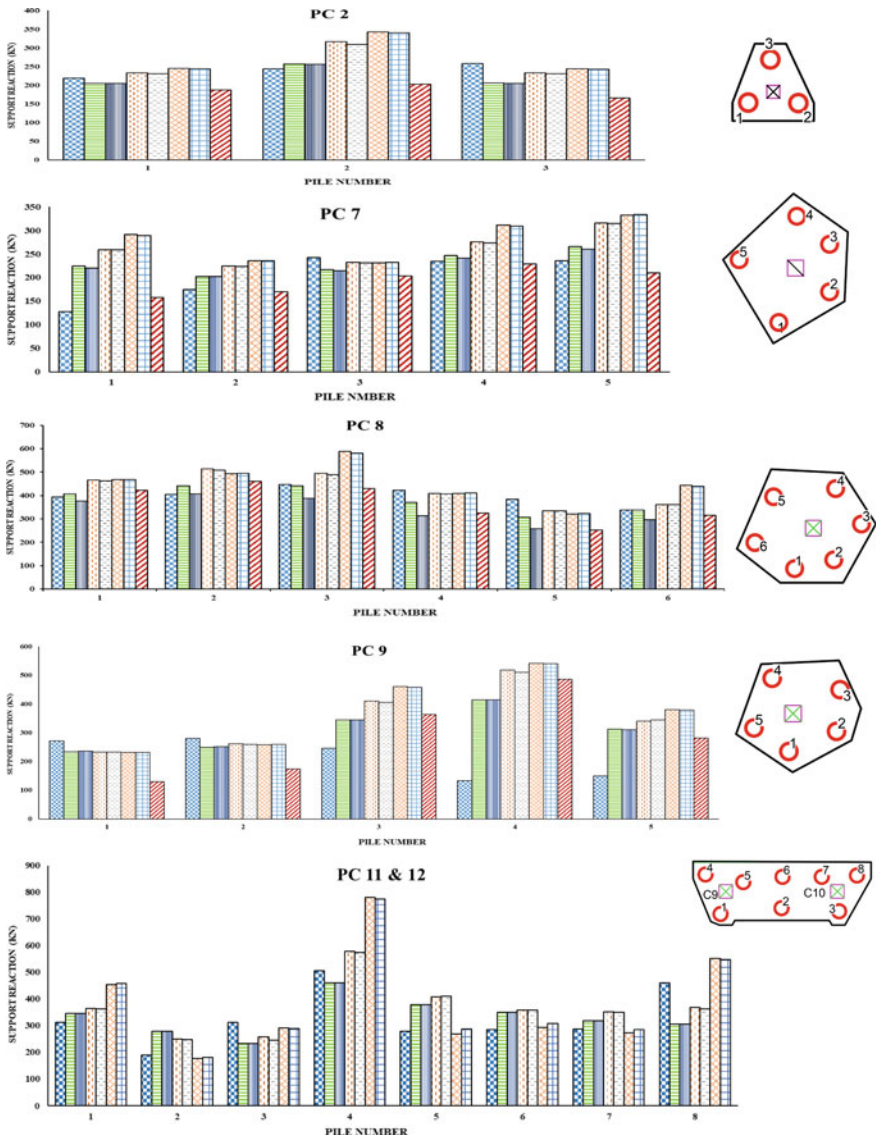 PC 2
SUPPORT REACTION (KN)
400
350
300
250
200
150
100
50
0
1 2 3
PILE NUMBER
3
1 2
PC 7
SUPPORT REACTION (KN)
350
300
250
200
150
100
50
0
1 2 3 4 5
PILE NMBER
4
3
5
2
1
PC 8
SUPPORT REACTION (KN)
700
600
500
400
300
200
100
0
1 2 3 4 5 6
PILE NUMBER
4
5
3
6
2
1
PC 9
SUPPORT REACTION (KN)
600
500
400
300
200
100
0
1 2 3 4 5
PILE NUMBER
4
3
5
2
1
PC 11 & 12
SUPPORT REACTION (KN)
900
800
700
600
500
400
300
200
100
0
1 2 3 4 5 6 7 8
PILE NUMBER
4 5 6 7 8
C9 C10
1 2 3